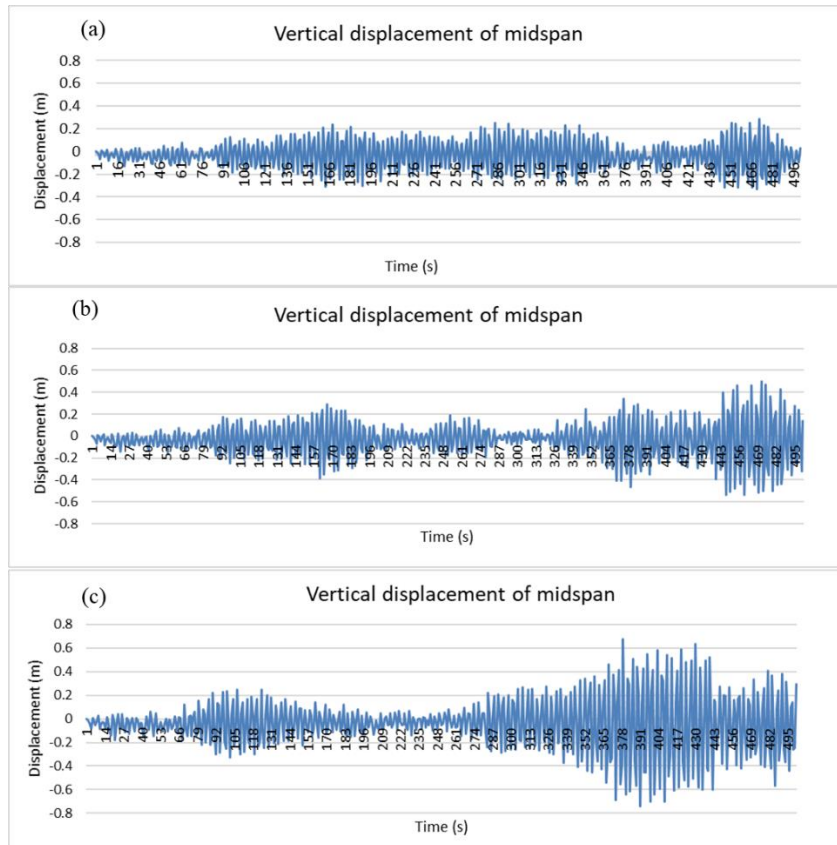 (a)
Vertical displacement of midspan
Displacement (m)
0.8
0.6
0.4
0.2
0
-0.2
-0.4
-0.6
-0.8
1 16 31 46 61 76 91 106 121 136 151 166 181 196 211 226 241 256 271 286 301 316 331 346 361 376 391 406 421 436 451 466 481 496
Time (s)
(b)
Vertical displacement of midspan
Displacement (m)
0.8
0.6
0.4
0.2
0
-0.2
-0.4
-0.6
-0.8
1 14 27 40 53 66 79 92 105 118 131 144 157 170 183 196 209 222 235 248 261 274 287 300 313 326 339 352 365 378 391 404 417 430 443 456 469 482 495
Time (s)
(c)
Vertical displacement of midspan
Displacement (m)
0.8
0.6
0.4
0.2
0
-0.2
-0.4
-0.6
-0.8
1 14 27 40 53 66 79 92 105 118 131 144 157 170 183 196 209 222 235 248 261 274 287 300 313 326 339 352 365 378 391 404 417 430 443 456 469 482 495
Time (s)